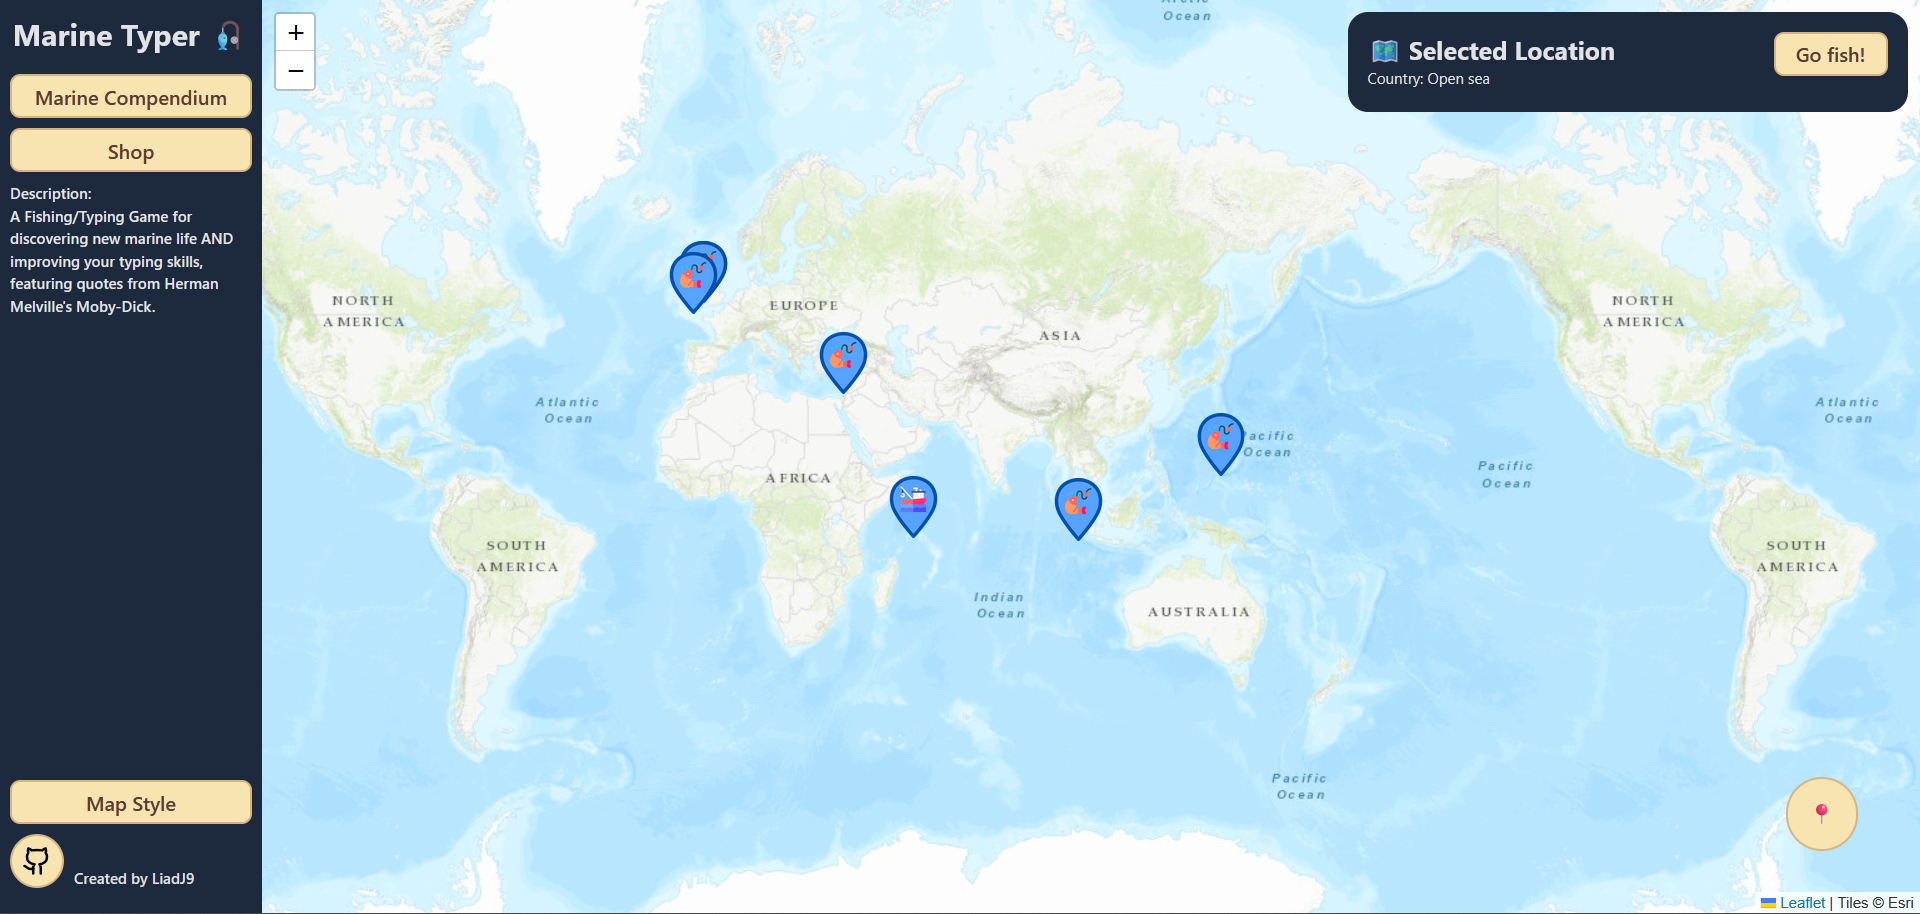 Marine Typer
Marine Compendium
Shop
Description:
A Fishing/Typing Game for
discovering new marine life AND
improving your typing skills,
featuring quotes from Herman
Melville's Moby-Dick.
Map Style
Created by LiadJ9
+
−
Arctic
Ocean
Selected Location
Country: Open sea
Go fish!
NORTH
AMERICA
EUROPE
ASIA
NORTH
AMERICA
Atlantic
Ocean
Pacific
Ocean
Atlantic
Ocean
AFRICA
Pacific
Ocean
SOUTH
AMERICA
SOUTH
AMERICA
Indian
Ocean
AUSTRALIA
Pacific
Ocean
Leaflet | Tiles © Esri